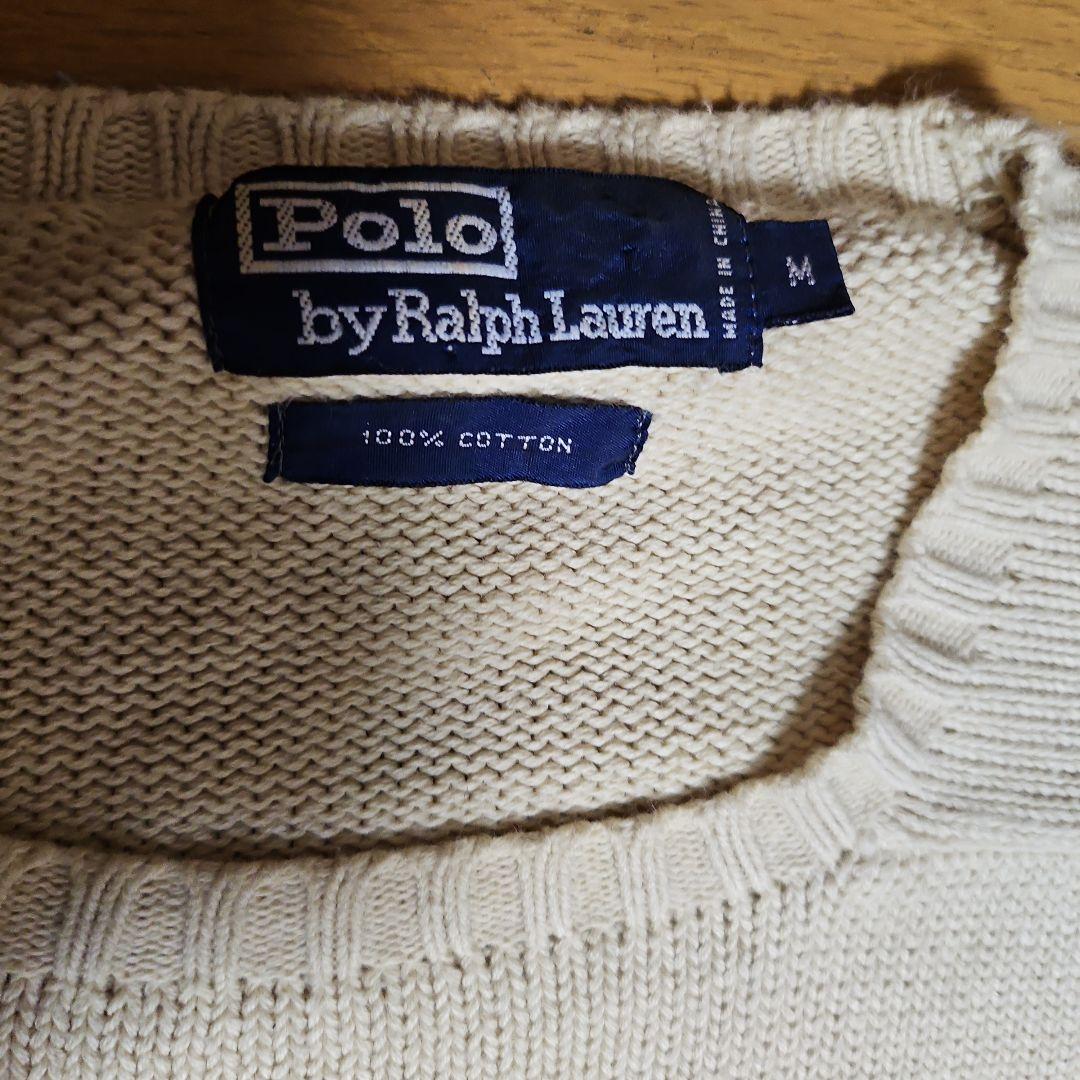 Polo
by Ralph Lauren
MADE IN CHINA
M
100% COTTON